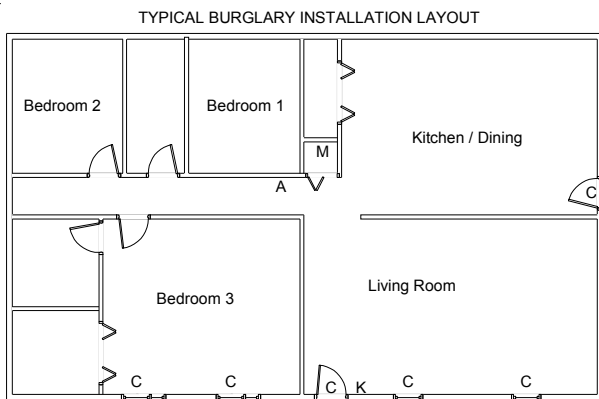 TYPICAL BURGLARY INSTALLATION LAYOUT
Bedroom 2
Bedroom 1
Kitchen / Dining
M
A
C
Living Room
Bedroom 3
C
C
C
K
C
C